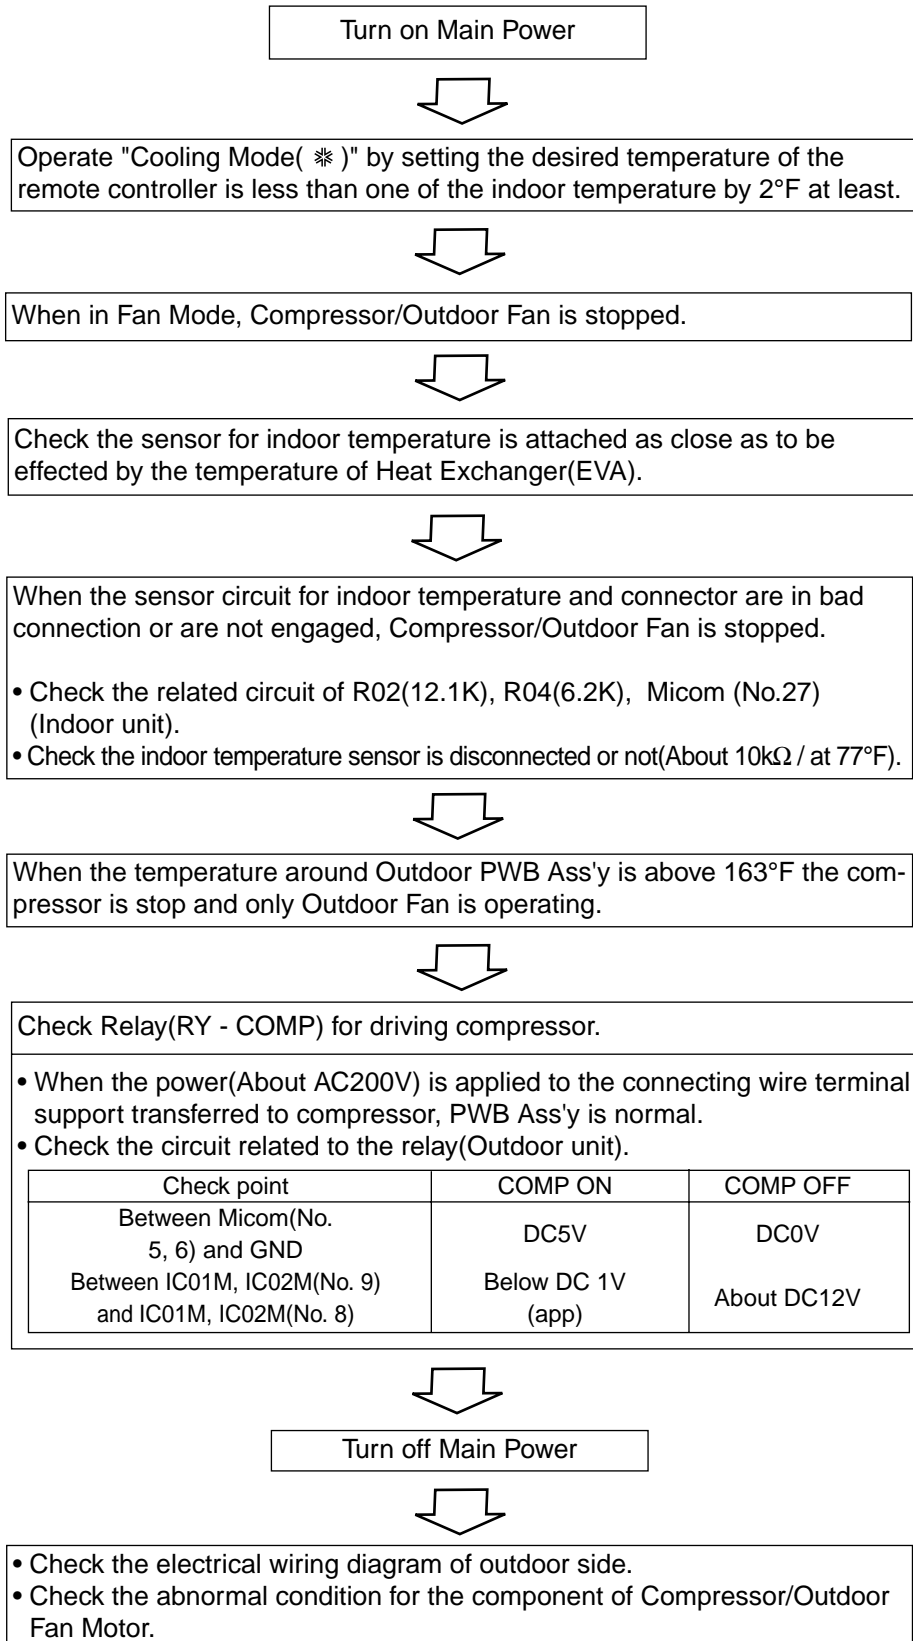 Turn on Main Power
Operate "Cooling Mode( ❋ )" by setting the desired temperature of the
remote controller is less than one of the indoor temperature by 2°F at least.
When in Fan Mode, Compressor/Outdoor Fan is stopped.
Check the sensor for indoor temperature is attached as close as to be
effected by the temperature of Heat Exchanger(EVA).
When the sensor circuit for indoor temperature and connector are in bad
connection or are not engaged, Compressor/Outdoor Fan is stopped.
• Check the related circuit of R02(12.1K), R04(6.2K), Micom (No.27)
(Indoor unit).
• Check the indoor temperature sensor is disconnected or not(About 10kΩ / at 77°F).
When the temperature around Outdoor PWB Ass'y is above 163°F the com-
pressor is stop and only Outdoor Fan is operating.
Check Relay(RY - COMP) for driving compressor.
• When the power(About AC200V) is applied to the connecting wire terminal
support transferred to compressor, PWB Ass'y is normal.
• Check the circuit related to the relay(Outdoor unit).
Check point COMP ON COMP OFF
Between Micom(No.
5, 6) and GND DC5V DC0V
Between IC01M, IC02M(No. 9) Below DC 1V
and IC01M, IC02M(No. 8) (app) About DC12V
Turn off Main Power
• Check the electrical wiring diagram of outdoor side.
• Check the abnormal condition for the component of Compressor/Outdoor
Fan Motor.